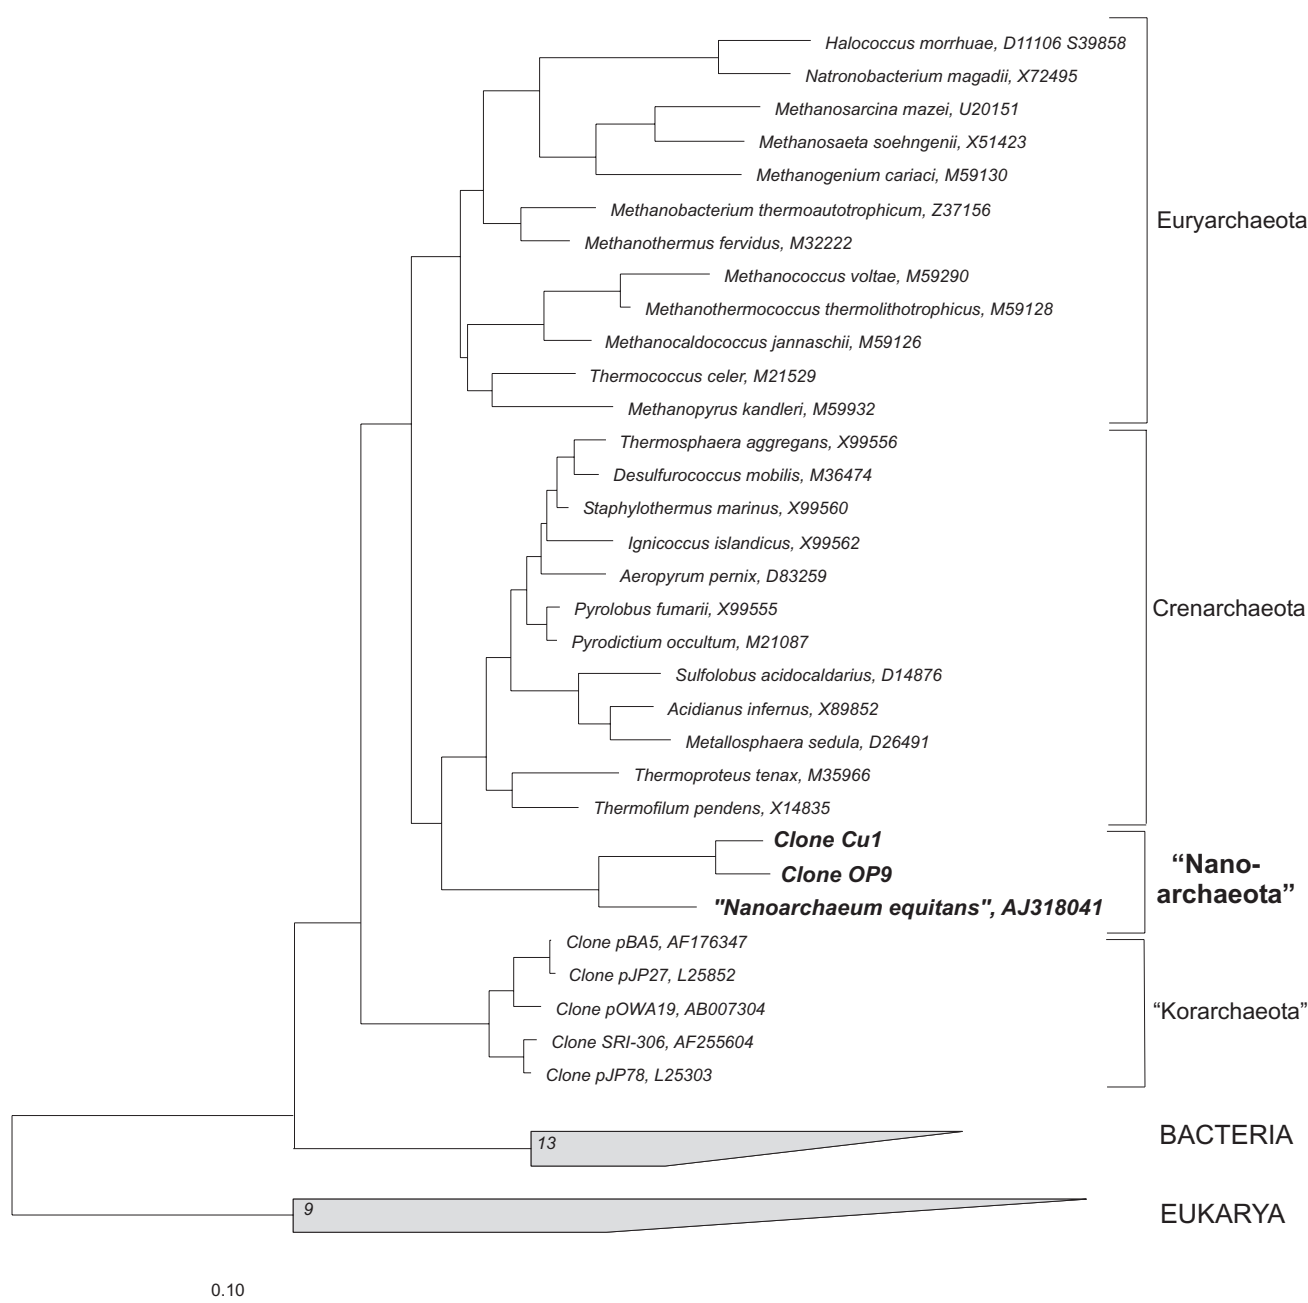 Halococcus morrhuae, D11106 S39858
Natronobacterium magadii, X72495
Methanosarcina mazei, U20151
Methanosaeta soehngenii, X51423
Methanogenium cariaci, M59130
Methanobacterium thermoautotrophicum, Z37156
Methanothermus fervidus, M32222
Methanococcus voltae, M59290
Methanothermococcus thermolithotrophicus, M59128
Methanocaldococcus jannaschii, M59126
Thermococcus celer, M21529
Methanopyrus kandleri, M59932
Euryarchaeota
Thermosphaera aggregans, X99556
Desulfurococcus mobilis, M36474
Staphylothermus marinus, X99560
Ignicoccus islandicus, X99562
Aeropyrum pernix, D83259
Pyrolobus fumarii, X99555
Pyrodictium occultum, M21087
Sulfolobus acidocaldarius, D14876
Acidianus infernus, X89852
Metallosphaera sedula, D26491
Thermoproteus tenax, M35966
Thermofilum pendens, X14835
Crenarchaeota
Clone Cu1
Clone OP9
"Nanoarchaeum equitans", AJ318041
“Nano-
archaeota”
Clone pBA5, AF176347
Clone pJP27, L25852
Clone pOWA19, AB007304
Clone SRI-306, AF255604
Clone pJP78, L25303
“Korarchaeota”
13
BACTERIA
9
EUKARYA
0.10